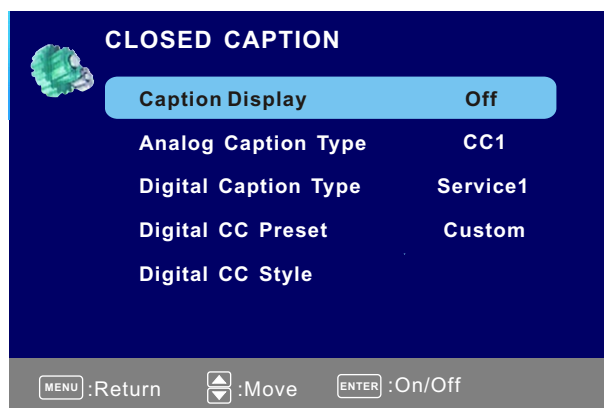 CLOSED CAPTION
Caption Display Off
Analog Caption Type CC1
Digital Caption Type Service1
Digital CC Preset Custom
Digital CC Style
MENU :Return :Move ENTER :On/Off